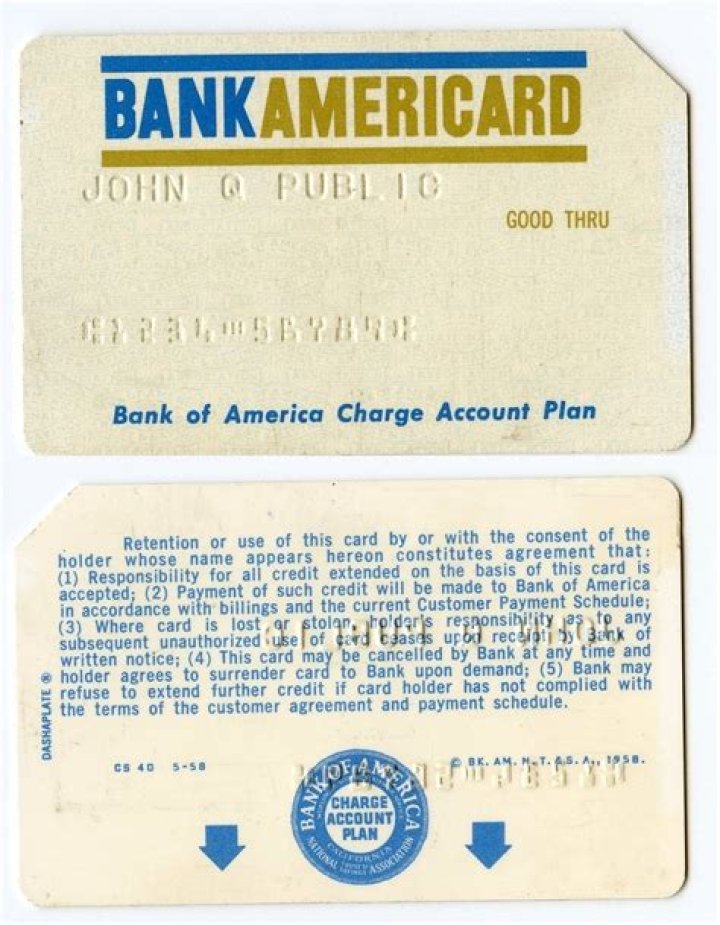 BANKAMERICARD
JOHN Q PUBLIC
GOOD THRU
Bank of America Charge Account Plan
Retention or use of this card by or with the consent of the
holder whose name appears hereon constitutes agreement that:
(1) Responsibility for all credit extended on the basis of this card is
accepted; (2) Payment of such credit will be made to Bank of America
in accordance with billings and the current Customer Payment Schedule;
(3) Where card is lost or stolen, holder's responsibility as to any
subsequent unauthorized use of card ceases upon receipt by Bank of
written notice; (4) This card may be cancelled by Bank at any time and
holder agrees to surrender card to Bank upon demand; (5) Bank may
refuse to extend further credit if card holder has not complied with
the terms of the customer agreement and payment schedule.
DASHAPLATE ®
CS 40 5-58
© BK. AM. N.T. & S.A., 1958.
BANK OF AMERICA
CHARGE
ACCOUNT
PLAN
CALIFORNIA
NATIONAL ASSOCIATION